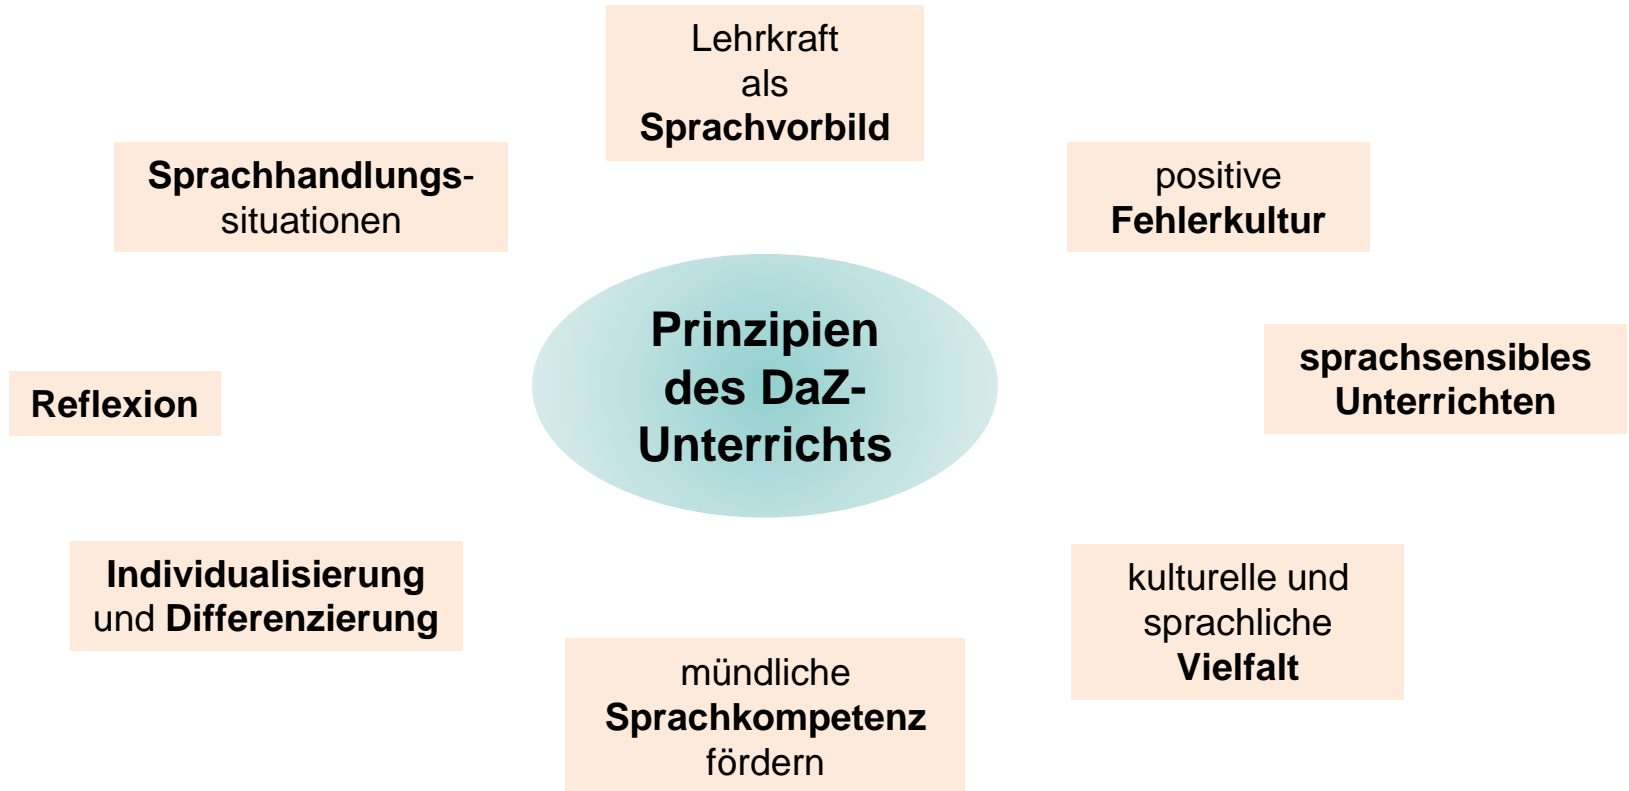 Lehrkraft
als
Sprachvorbild
Sprachhandlungs-
situationen
positive
Fehlerkultur
Prinzipien
des DaZ-
Unterrichts
sprachsensibles
Unterrichten
Reflexion
Individualisierung
und Differenzierung
kulturelle und
sprachliche
Vielfalt
mündliche
Sprachkompetenz
fördern